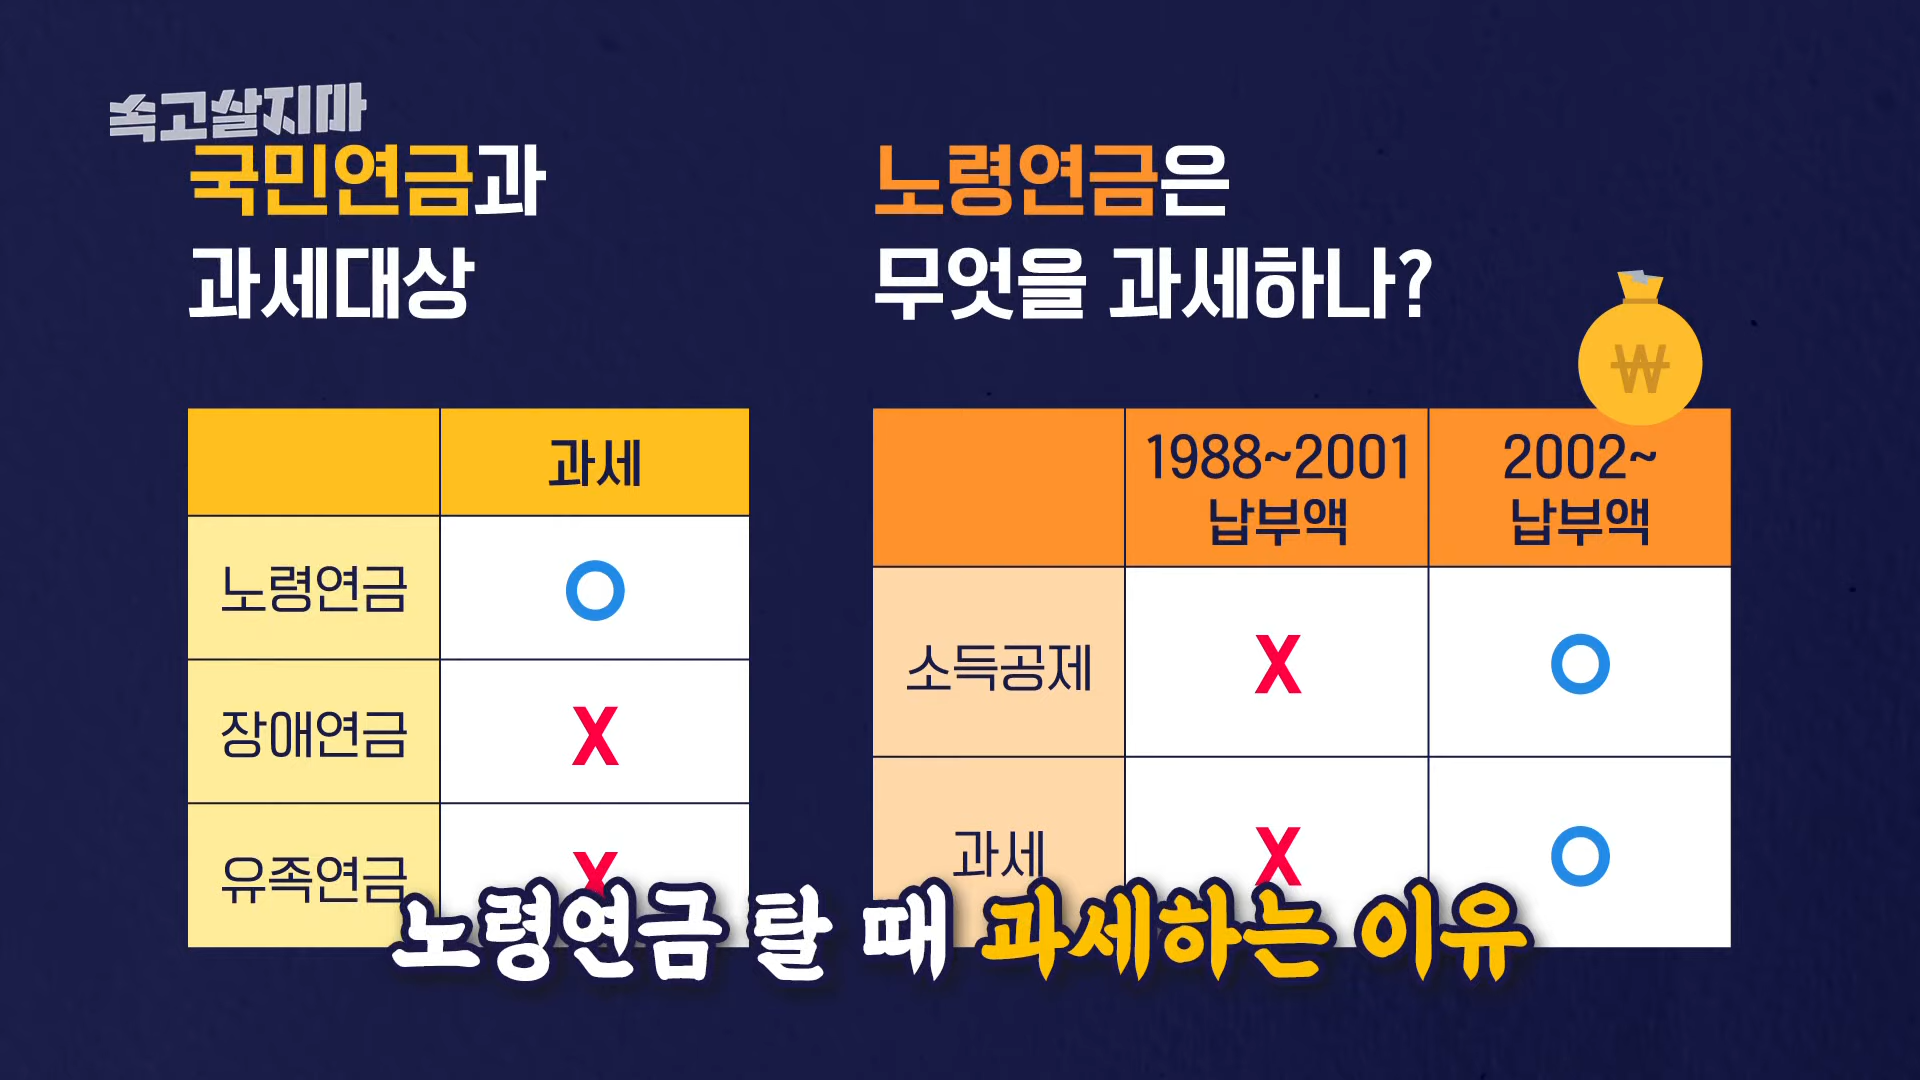 속고살지마
국민연금과
과세대상
과세
노령연금 O
장애연금 X
유족연금 X
노령연금은
무엇을 과세하나?
₩
1988~2001
납부액
2002~
납부액
소득공제 X O
과세 X O
노령연금 탈 때 과세하는 이유